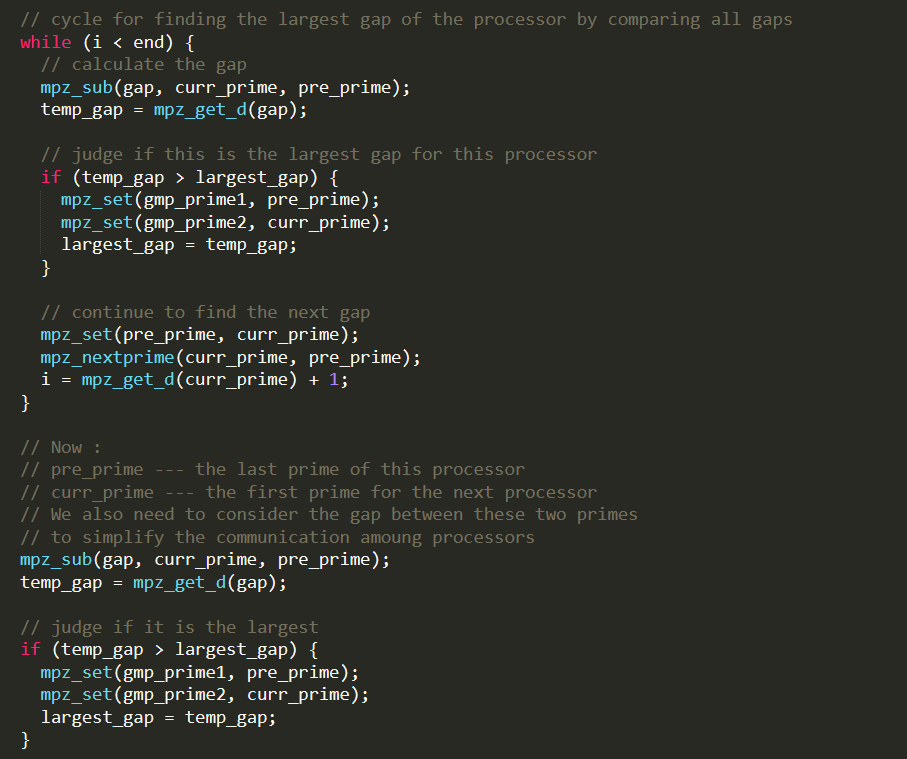 // cycle for finding the largest gap of the processor by comparing all gaps
while (i < end) {
// calculate the gap
mpz_sub(gap, curr_prime, pre_prime);
temp_gap = mpz_get_d(gap);
// judge if this is the largest gap for this processor
if (temp_gap > largest_gap) {
mpz_set(gmp_prime1, pre_prime);
mpz_set(gmp_prime2, curr_prime);
largest_gap = temp_gap;
}
// continue to find the next gap
mpz_set(pre_prime, curr_prime);
mpz_nextprime(curr_prime, pre_prime);
i = mpz_get_d(curr_prime) + 1;
}
// Now :
// pre_prime --- the last prime of this processor
// curr_prime --- the first prime for the next processor
// We also need to consider the gap between these two primes
// to simplify the communication amoung processors
mpz_sub(gap, curr_prime, pre_prime);
temp_gap = mpz_get_d(gap);
// judge if it is the largest
if (temp_gap > largest_gap) {
mpz_set(gmp_prime1, pre_prime);
mpz_set(gmp_prime2, curr_prime);
largest_gap = temp_gap;
}